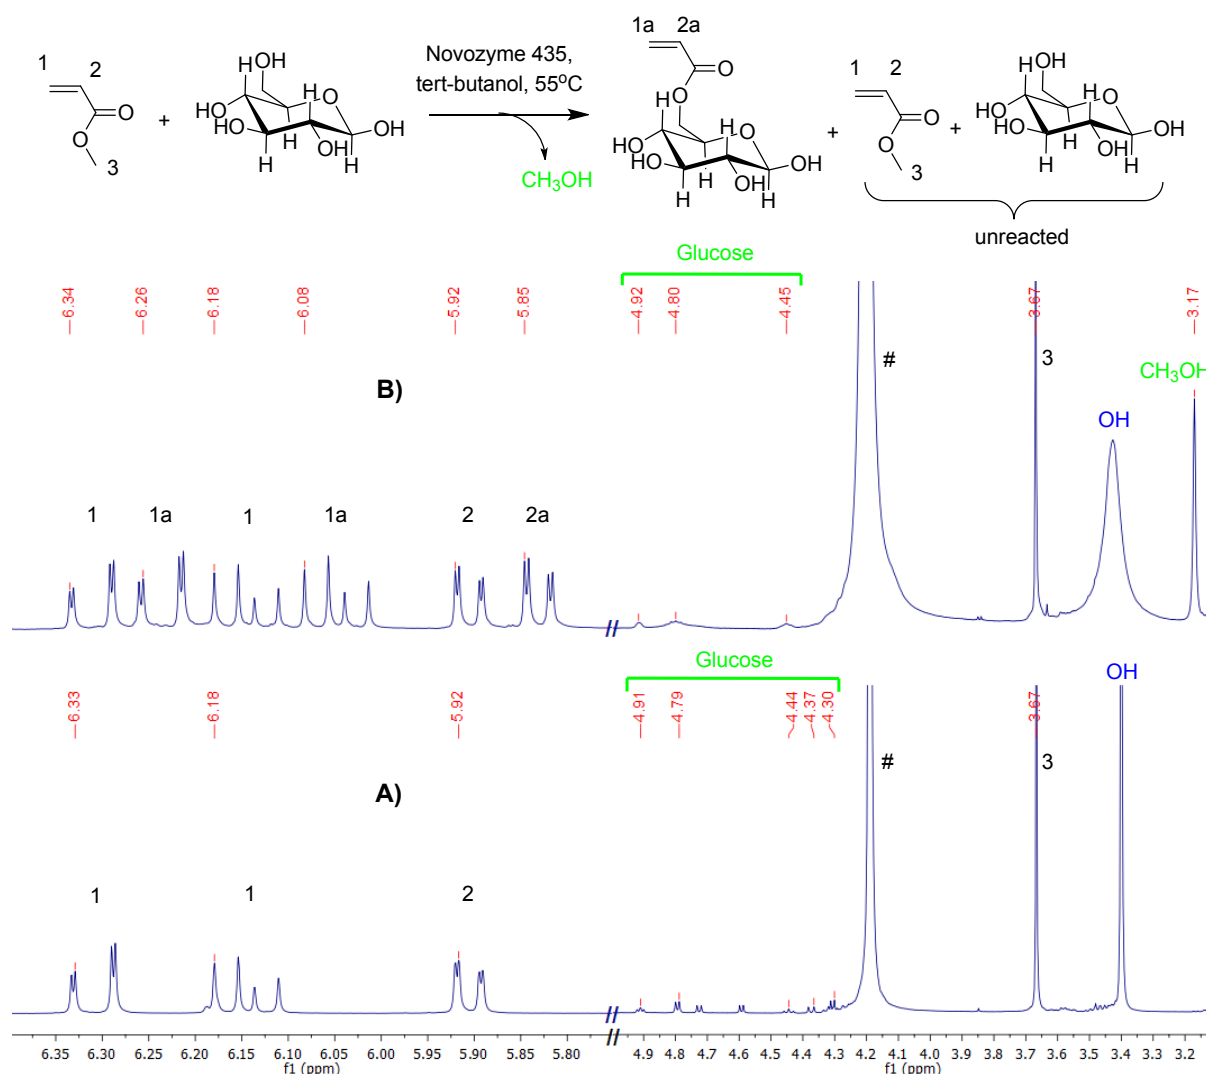 1a 2a
1 2
O
O
3
+
OH
H
HO
HO
H
H
O
H
OH
OH
H
Novozyme 435,
tert-butanol, 55°C
CH₃OH
O
O
H
HO
HO
H
H
O
H
OH
OH
H
+
1 2
O
O
3
+
OH
H
HO
HO
H
H
O
H
OH
OH
H
unreacted
Glucose
6.34 6.26 6.18 6.08 5.92 5.85 4.92 4.80 4.45 3.67 3.17
B)
#
3
CH₃OH
OH
1 1a 1 1a 2 2a
//
Glucose
OH
6.33 6.18 5.92 4.91 4.79 4.44 4.37 4.30 3.67
A)
#
3
1 1 2
//
6.35 6.30 6.25 6.20 6.15 6.10 6.05 6.00 5.95 5.90 5.85 5.80 4.9 4.8 4.7 4.6 4.5 4.4 4.3 4.2 4.1 4.0 3.9 3.8 3.7 3.6 3.5 3.4 3.3 3.2
f1 (ppm) f1 (ppm)